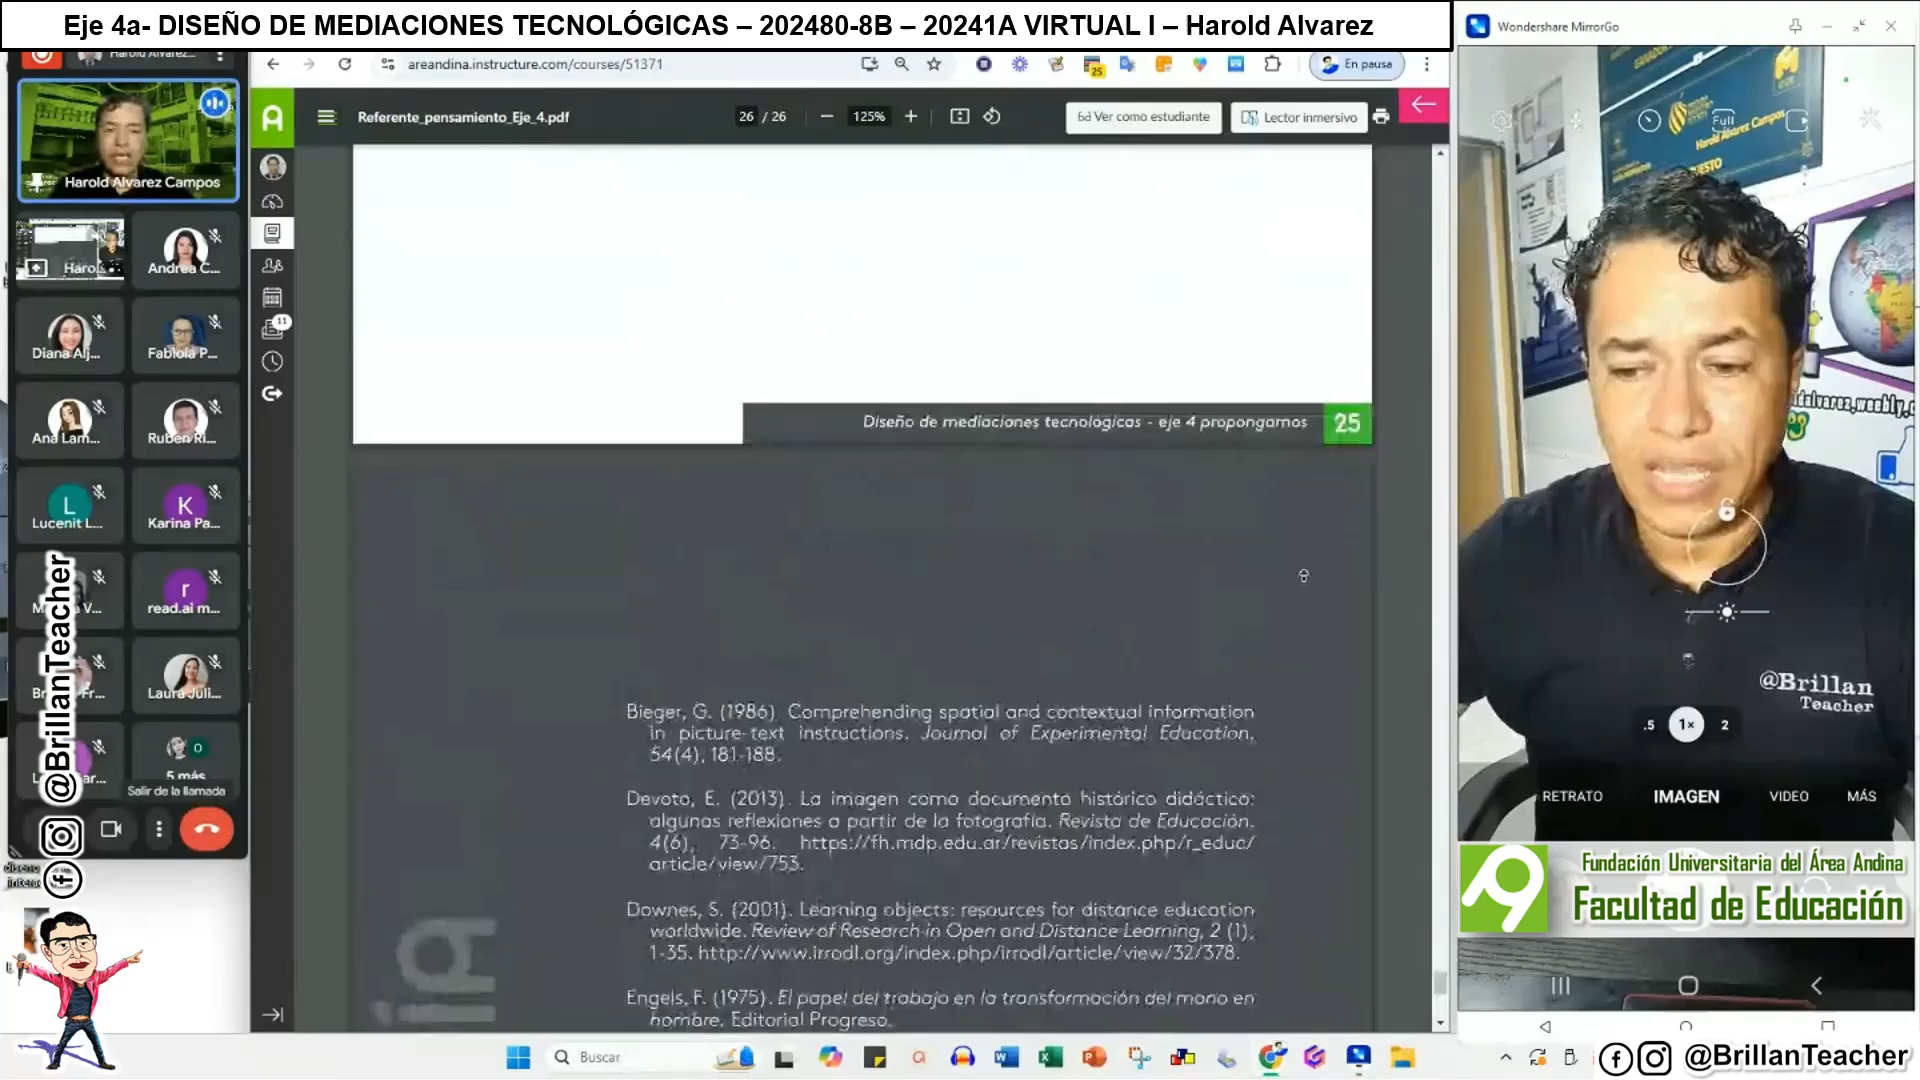 Eje 4a- DISEÑO DE MEDIACIONES TECNOLÓGICAS – 202480-8B – 20241A VIRTUAL I – Harold Alvarez
Wondershare MirrorGo
Harold Alvarez...
areandina.instructure.com/courses/51371
25
En pausa
Referente_pensamiento_Eje_4.pdf
26 / 26
125%
Ver como estudiante
Lector inmersivo
Harold Alvarez Campos
Haro...
Andrea C...
Diana Alj...
Fabiola P...
Ana Lam...
Ruben Ri...
L
Lucenit L...
K
Karina Pa...
r
read.ai m...
Laura Juli...
O
5 más
Salir de la llamada
@BrillanTeacher
11
Diseño de mediaciones tecnológicas - eje 4 propongamos
25
Bieger, G. (1986). Comprehending spatial and contextual information
in picture-text instructions. Journal of Experimental Education,
54(4), 181-188.
Devoto, E. (2013). La imagen como documento histórico didáctico:
algunas reflexiones a partir de la fotografía. Revista de Educación,
4(6), 73-96. https://fh.mdp.edu.ar/revistas/index.php/r_educ/
article/view/753.
Downes, S. (2001). Learning objects: resources for distance education
worldwide. Review of Research in Open and Distance Learning, 2 (1),
1-35. http://www.irrodl.org/index.php/irrodl/article/view/32/378.
Engels, F. (1975). El papel del trabajo en la transformación del mono en
hombre. Editorial Progreso.
Full
Harold Alvarez Campos
@Brillan
Teacher
.5
1×
2
RETRATO
IMAGEN
VIDEO
MÁS
Fundación Universitaria del Área Andina
Facultad de Educación
Buscar
@BrillanTeacher